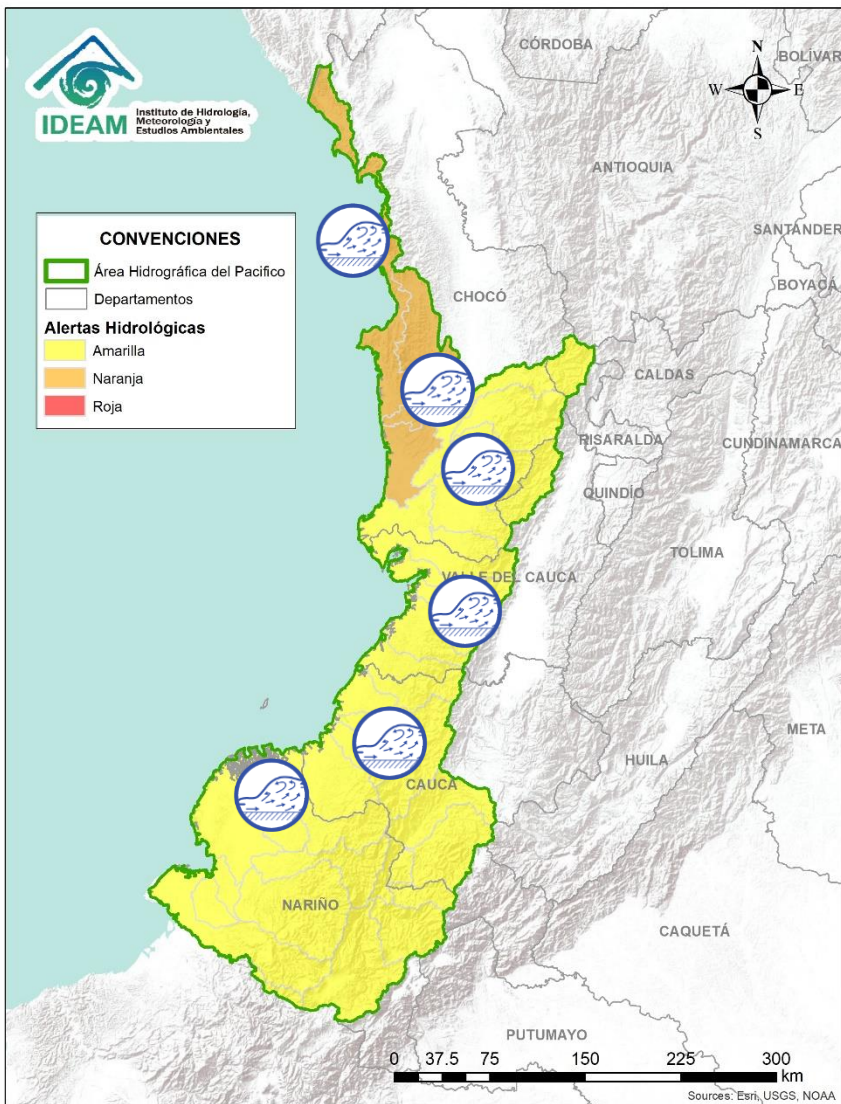 IDEAM
Instituto de Hidrología,
Meteorología y
Estudios Ambientales
CÓRDOBA
BOLÍVAR
N
W
E
S
ANTIOQUIA
SANTANDER
BOYACÁ
CHOCÓ
CONVENCIONES
Área Hidrográfica del Pacifico
Departamentos
Alertas Hidrológicas
Amarilla
Naranja
Roja
CALDAS
RISARALDA
CUNDINAMARCA
QUINDÍO
TOLIMA
VALLE DEL CAUCA
META
HUILA
CAUCA
NARIÑO
CAQUETÁ
PUTUMAYO
0 37.5 75 150 225 300
km
Sources: Esri, USGS, NOAA